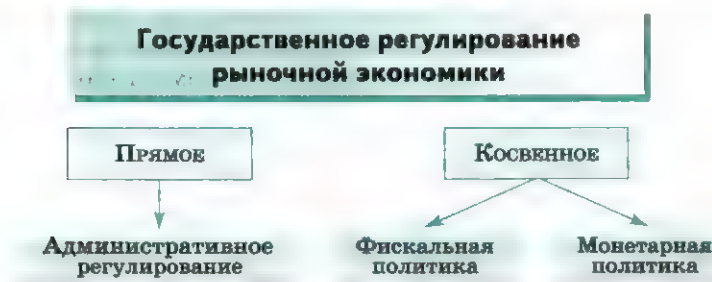 Государственное регулирование
рыночной экономики
Прямое
Косвенное
Административное
регулирование
Фискальная
политика
Монетарная
политика